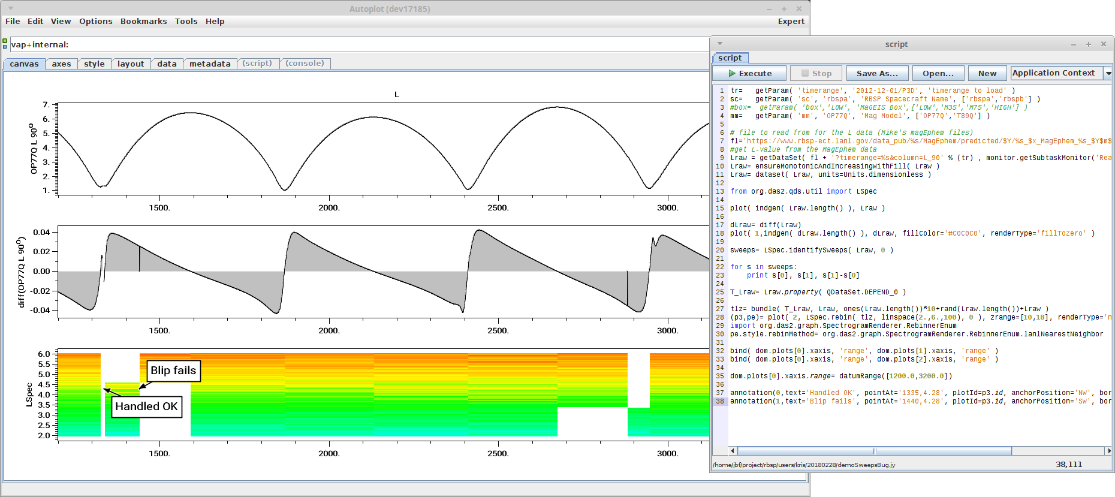 Autoplot (dev17185)
File Edit View Options Bookmarks Tools Help Expert
vap+internal:
canvas axes style layout data metadata (script) (console)
L
7.
6.
5.
4.
3.
2.
1.
OP77Q L 90°
1500. 2000. 2500. 3000.
0.04
0.02
0.00
-0.02
-0.04
diff(OP77Q L 90°)
1500. 2000. 2500. 3000.
6.0
5.5
5.0
4.5
4.0
3.5
3.0
2.5
2.0
LSpec
Blip fails
Handled OK
1500. 2000. 2500. 3000.
script
script
Execute Stop Save As... Open... New Application Context
1 tr= getParam( 'timerange', '2012-12-01/P3D', 'timerange to load' )
2 sc= getParam( 'sc', 'rbspa', 'RBSP Spacecraft Name', ['rbspa','rbspb'] )
3 #box= getParam( 'box','LOW', 'MAGEIS Box',['LOW','M35','M75','HIGH'] )
4 mm= getParam( 'mm', 'OP77Q', 'Mag Model', ['OP77Q','TS0Q'] )
5
6 # file to read from for the L data (Mike's magEphem files)
7 fl='https://www.rbsp-ect.lanl.gov/data_pub/%s/MagEphem/predicted/$Y/%s_$x_MagEphem_%s_$Y$m$
8 #get L-value from the MagEphem data
9 Lraw = getDataSet( fl + '?timerange=%s&column=L_90' % (tr) , monitor.getSubtaskMonitor('Rea
10 Lraw= ensureMonotonicAndIncreasingWithFill( Lraw )
11 Lraw= dataset( Lraw, units=Units.dimensionless )
12
13 from org.das2.qds.util import LSpec
14
15 plot( indgen( Lraw.length() ), Lraw )
16
17 dLraw= diff(Lraw)
18 plot( 1,indgen( dLraw.length() ), dLraw, fillColor='#C0C0C0', renderType='fillToZero' )
19
20 sweeps= LSpec.identifySweeps( Lraw, 0 )
21
22 for s in sweeps:
23 print s[0], s[1], s[1]-s[0]
24
25 T_Lraw= Lraw.property( QDataSet.DEPEND_0 )
26
27 tlz= bundle( T_Lraw, Lraw, ones(Lraw.length())*10+rand(Lraw.length())+Lraw )
28 (p3,pe)= plot( 2, LSpec.rebin( tlz, linspace(2.,6.,100), 0 ), zrange=[10,18], renderType='n
29 import org.das2.graph.SpectrogramRenderer.RebinnerEnum
30 pe.style.rebinMethod= org.das2.graph.SpectrogramRenderer.RebinnerEnum.lanlNearestNeighbor
31
32 bind( dom.plots[0].xaxis, 'range', dom.plots[1].xaxis, 'range' )
33 bind( dom.plots[0].xaxis, 'range', dom.plots[2].xaxis, 'range' )
34
35 dom.plots[0].xaxis.range= datumRange([1200.0,3200.0])
36
37 annotation(0,text='Handled OK', pointAt='1335,4.28', plotId=p3.id, anchorPosition='NW', bor
38 annotation(1,text='Blip fails', pointAt='1440,4.28', plotId=p3.id, anchorPosition='SW', bor
/home/jbf/project/rbsp/users/kris/20180228/demoSweepsBug.jy 38,111